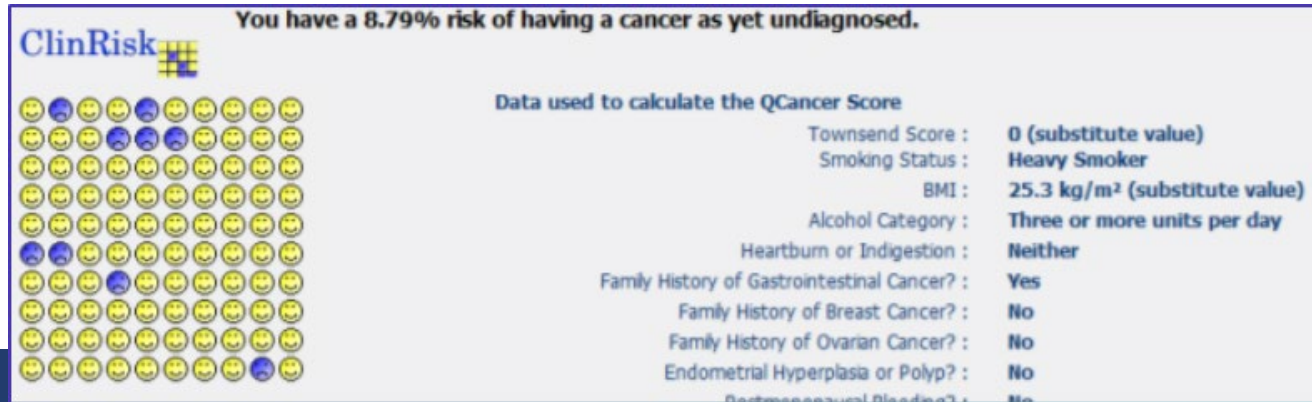 You have a 8.79% risk of having a cancer as yet undiagnosed.
ClinRisk
Data used to calculate the QCancer Score
Townsend Score : 0 (substitute value)
Smoking Status : Heavy Smoker
BMI : 25.3 kg/m² (substitute value)
Alcohol Category : Three or more units per day
Heartburn or Indigestion : Neither
Family History of Gastrointestinal Cancer? : Yes
Family History of Breast Cancer? : No
Family History of Ovarian Cancer? : No
Endometrial Hyperplasia or Polyp? : No
Postmenopausal Bleeding? : No